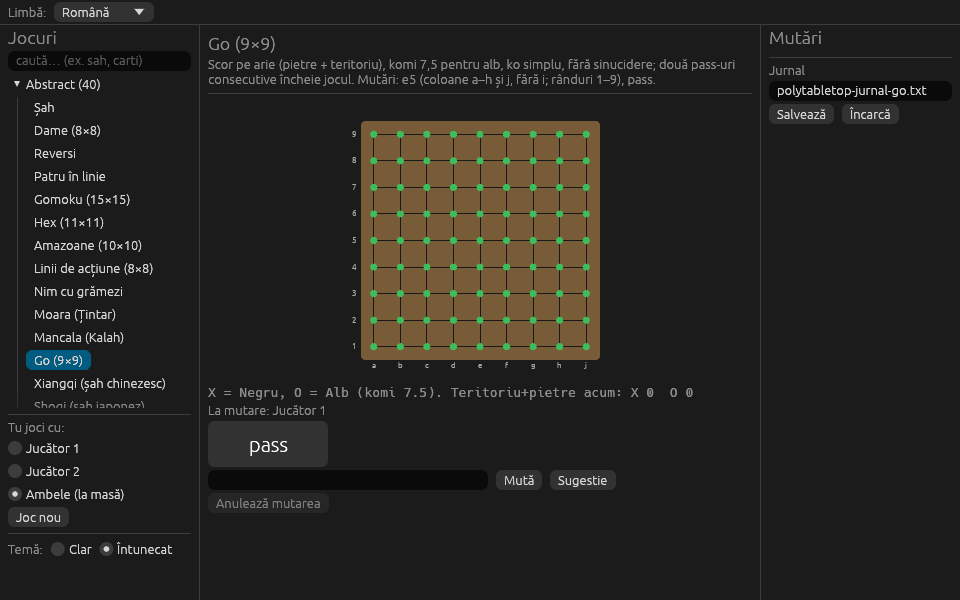 Limbă: Română
Jocuri
caută... (ex. sah, carti)
Abstract (40)
Șah
Dame (8×8)
Reversi
Patru în linie
Gomoku (15×15)
Hex (11×11)
Amazoane (10×10)
Linii de acțiune (8×8)
Nim cu grămezi
Moara (Țintar)
Mancala (Kalah)
Go (9×9)
Xiangqi (șah chinezesc)
Shogi (șah japonez)
Tu joci cu:
Jucător 1
Jucător 2
Ambele (la masă)
Joc nou
Temă: Clar Întunecat
Go (9×9)
Scor pe arie (pietre + teritoriu), komi 7,5 pentru alb, ko simplu, fără sinucidere; două pass-uri
consecutive încheie jocul. Mutări: e5 (coloane a–h și j, fără i; rânduri 1–9), pass.
9
8
7
6
5
4
3
2
1
a b c d e f g h j
X = Negru, O = Alb (komi 7.5). Teritoriu+pietre acum: X 0 O 0
La mutare: Jucător 1
pass
Mută Sugestie
Anulează mutarea
Mutări
Jurnal
polytabletop-jurnal-go.txt
Salvează Încarcă